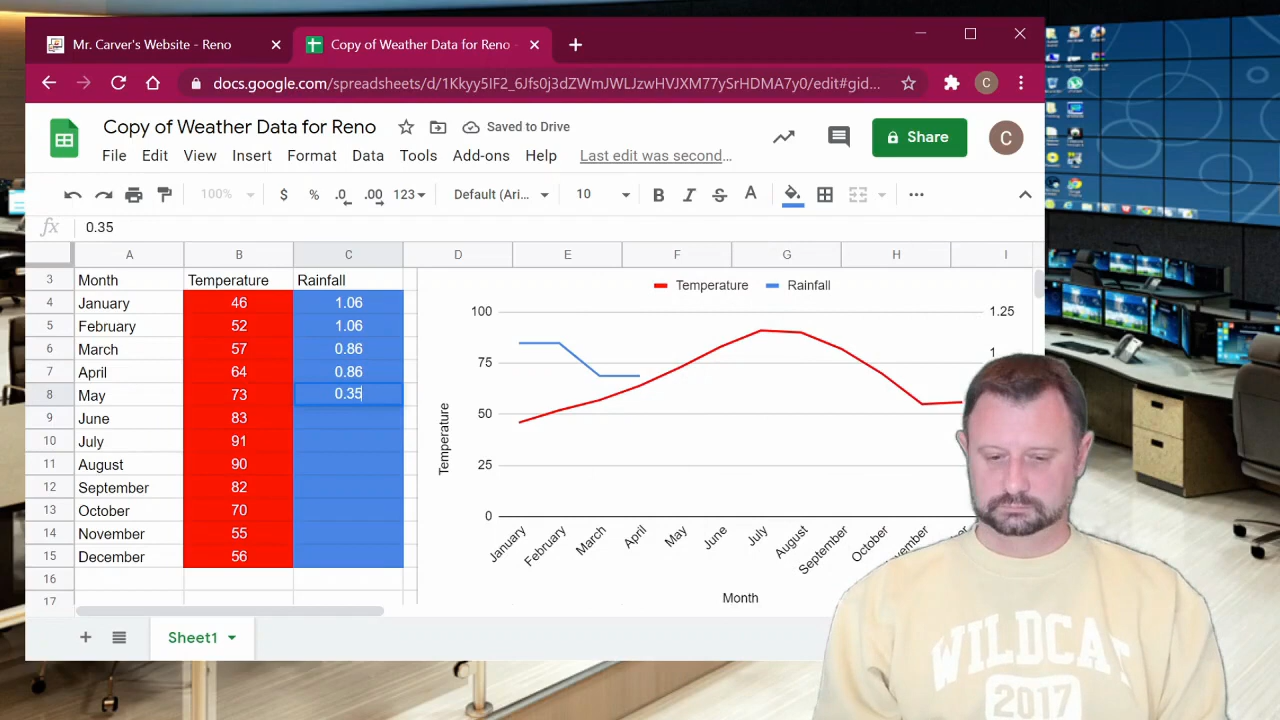 Mr. Carver's Website - Reno
Copy of Weather Data for Reno -
docs.google.com/spreadsheets/d/1Kkyy5IF2_6Jfs0j3dZWmJWLJzwHVJXM77ySrHDMA7y0/edit#gid...
C
Copy of Weather Data for Reno
Saved to Drive
Share
C
File Edit View Insert Format Data Tools Add-ons Help Last edit was second...
100% $ % .0 .00 123 Default (Ari... 10 B I S A
fx 0.35
A B C D E F G H I
3 Month Temperature Rainfall
4 January 46 1.06
5 February 52 1.06
6 March 57 0.86
7 April 64 0.86
8 May 73 0.35
9 June 83
10 July 91
11 August 90
12 September 82
13 October 70
14 November 55
15 December 56
16
17
Temperature Rainfall
100 1.25
75 1
50
25
0
Temperature
January February March April May June July August September October
Month
Sheet1
WILDCAT
2017